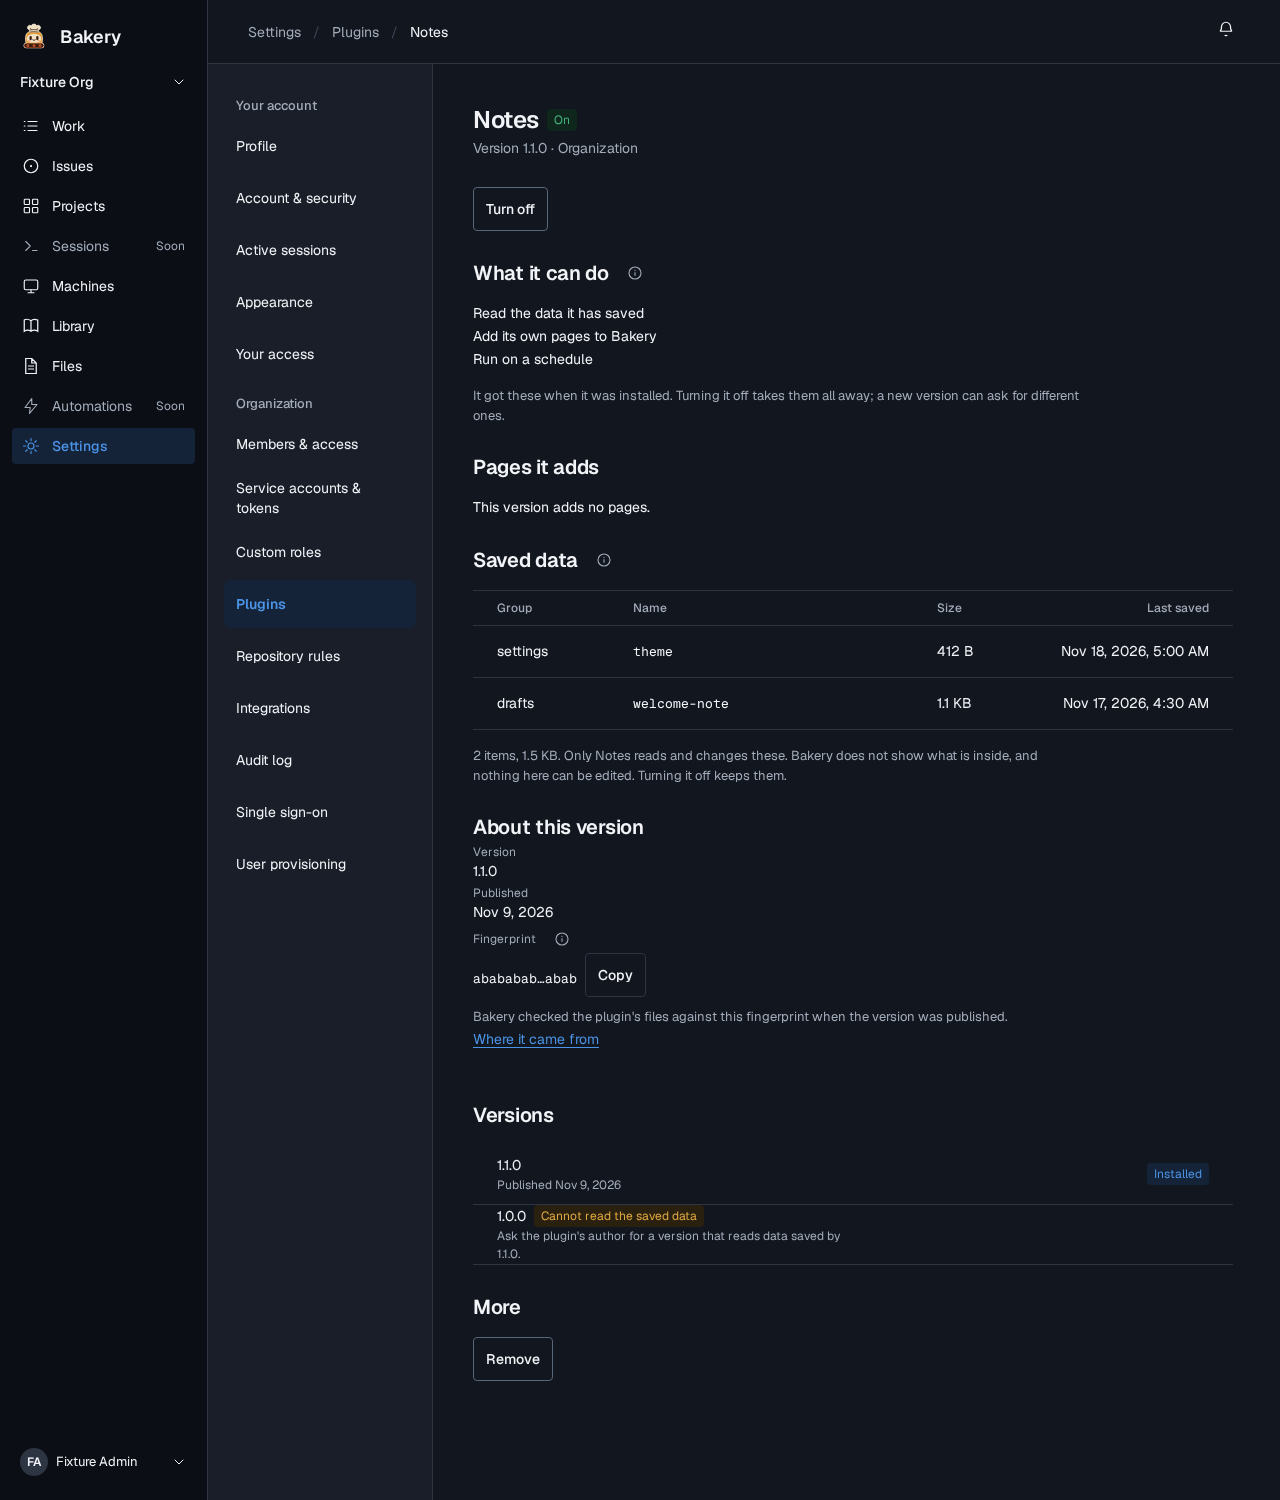 Bakery
Fixture Org
Work
Issues
Projects
Sessions Soon
Machines
Library
Files
Automations Soon
Settings
FA Fixture Admin
Settings / Plugins / Notes
Your account
Profile
Account & security
Active sessions
Appearance
Your access
Organization
Members & access
Service accounts &
tokens
Custom roles
Plugins
Repository rules
Integrations
Audit log
Single sign-on
User provisioning
Notes On
Version 1.1.0 · Organization
Turn off
What it can do
Read the data it has saved
Add its own pages to Bakery
Run on a schedule
It got these when it was installed. Turning it off takes them all away; a new version can ask for different
ones.
Pages it adds
This version adds no pages.
Saved data
Group Name Size Last saved
settings theme 412 B Nov 18, 2026, 5:00 AM
drafts welcome-note 1.1 KB Nov 17, 2026, 4:30 AM
2 items, 1.5 KB. Only Notes reads and changes these. Bakery does not show what is inside, and
nothing here can be edited. Turning it off keeps them.
About this version
Version
1.1.0
Published
Nov 9, 2026
Fingerprint
abababab…abab Copy
Bakery checked the plugin's files against this fingerprint when the version was published.
Where it came from
Versions
1.1.0
Published Nov 9, 2026
Installed
1.0.0 Cannot read the saved data
Ask the plugin's author for a version that reads data saved by
1.1.0.
More
Remove